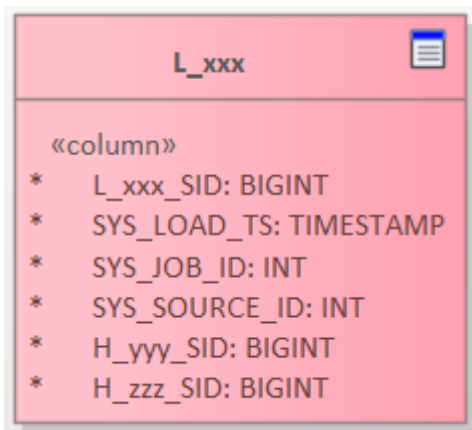 L_xxx
«column»
* L_xxx_SID: BIGINT
* SYS_LOAD_TS: TIMESTAMP
* SYS_JOB_ID: INT
* SYS_SOURCE_ID: INT
* H_yyy_SID: BIGINT
* H_zzz_SID: BIGINT